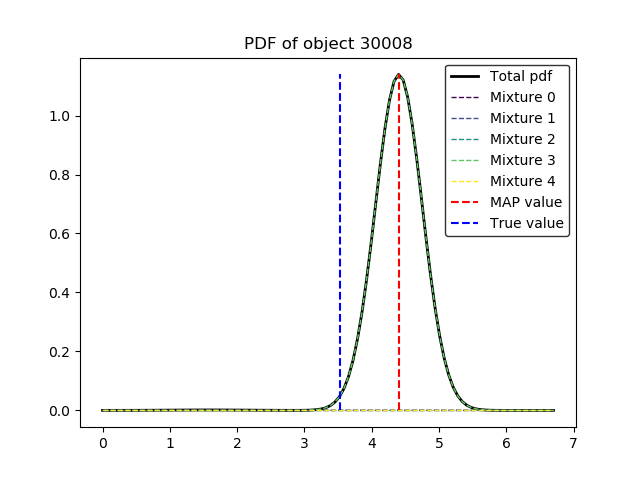 PDF of object 30008
Total pdf
Mixture 0
Mixture 1
Mixture 2
Mixture 3
Mixture 4
MAP value
True value
1.0
0.8
0.6
0.4
0.2
0.0
0 1 2 3 4 5 6 7